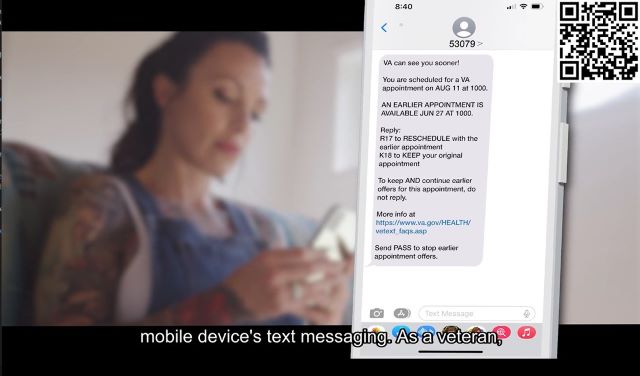 8:40
53079 >
VA can see you sooner!
You are scheduled for a VA
appointment on AUG 11 at 1000.
AN EARLIER APPOINTMENT IS
AVAILABLE JUN 27 AT 1000.
Reply:
R17 to RESCHEDULE with the
earlier appointment
K18 to KEEP your original
appointment
To keep AND continue earlier
offers for this appointment, do
not reply.
More info at
https://www.va.gov/HEALTH/
vetext_faqs.asp
Send PASS to stop earlier
appointment offers.
Text Message
mobile device's text messaging. As a veteran,